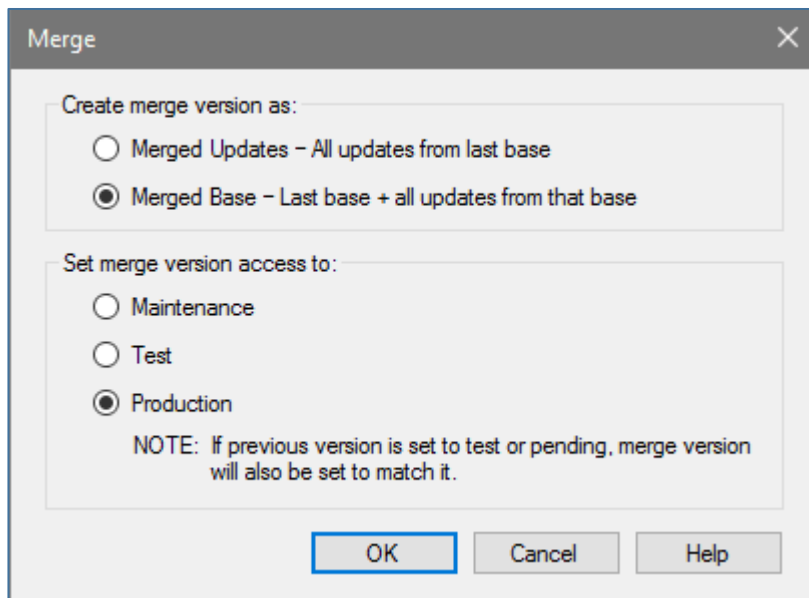 Merge
Create merge version as:
Merged Updates – All updates from last base
Merged Base – Last base + all updates from that base
Set merge version access to:
Maintenance
Test
Production
NOTE: If previous version is set to test or pending, merge version
will also be set to match it.
OK Cancel Help